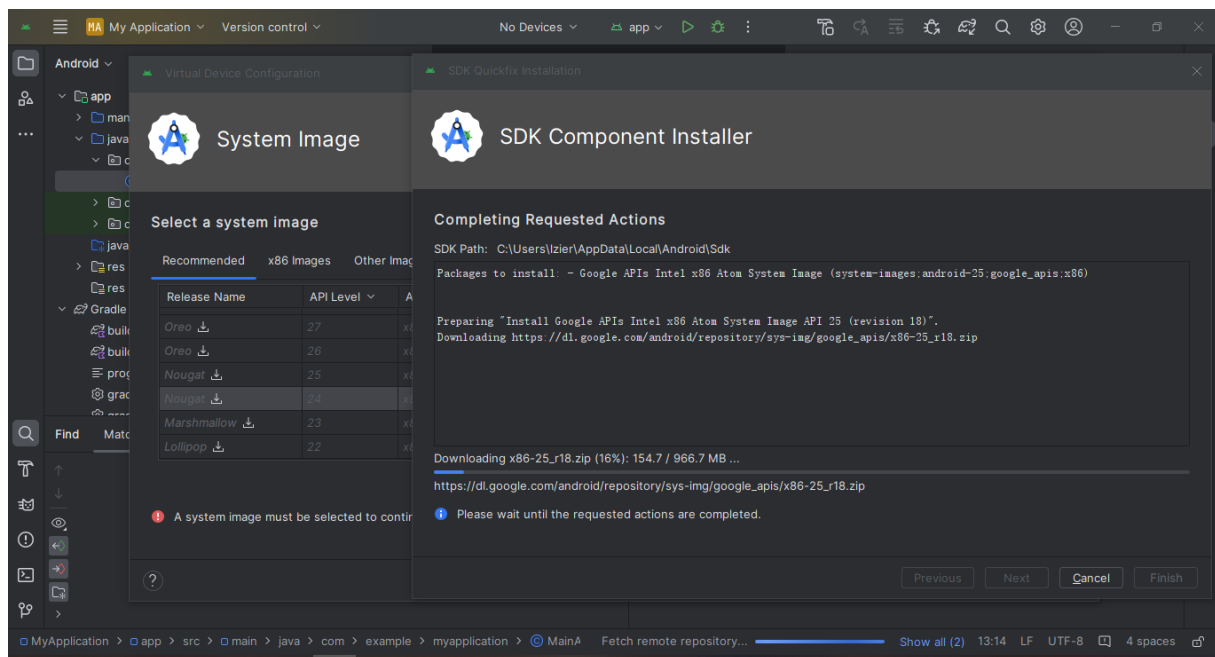 MA My Application
Version control
No Devices
app
Android
Virtual Device Configuration
SDK Quickfix Installation
app
man
java
System Image
SDK Component Installer
Select a system image
Completing Requested Actions
SDK Path: C:\Users\lzier\AppData\Local\Android\Sdk
java
Recommended
x86 Images
Other Imag
res
Packages to install: - Google APIs Intel x86 Atom System Image (system-images;android-25;google_apis;x86)
res
Release Name
API Level
A
Gradle
Preparing "Install Google APIs Intel x86 Atom System Image API 25 (revision 18)".
Oreo
27
Downloading https://dl.google.com/android/repository/sys-img/google_apis/x86-25_r18.zip
Oreo
26
prog
Nougat
25
grad
Nougat
24
Marshmallow
23
Find
Matc
Lollipop
22
Downloading x86-25_r18.zip (16%): 154.7 / 966.7 MB ...
https://dl.google.com/android/repository/sys-img/google_apis/x86-25_r18.zip
A system image must be selected to contin
Please wait until the requested actions are completed.
?
Previous
Next
Cancel
Finish
MyApplication > app > src > main > java > com > example > myapplication > MainA
Fetch remote repository...
Show all (2)
13:14
LF
UTF-8
4 spaces